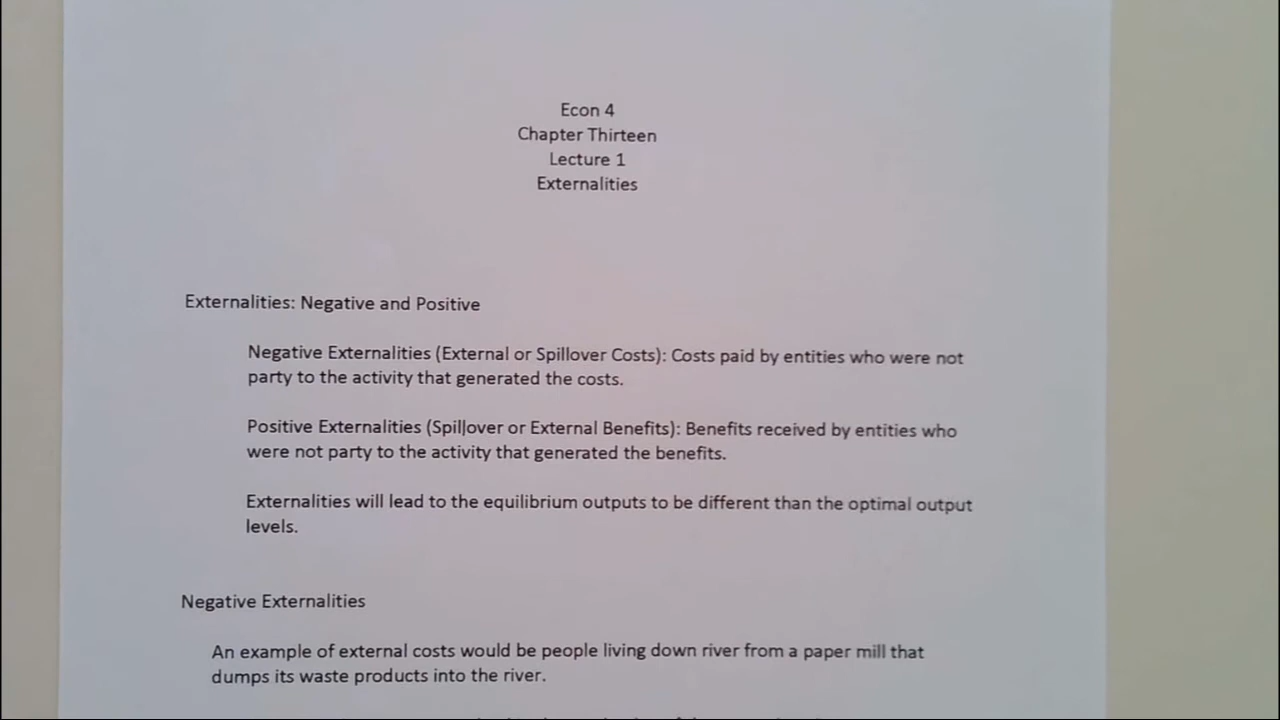 Econ 4
Chapter Thirteen
Lecture 1
Externalities
Externalities: Negative and Positive
Negative Externalities (External or Spillover Costs): Costs paid by entities who were not
party to the activity that generated the costs.
Positive Externalities (Spillover or External Benefits): Benefits received by entities who
were not party to the activity that generated the benefits.
Externalities will lead to the equilibrium outputs to be different than the optimal output
levels.
Negative Externalities
An example of external costs would be people living down river from a paper mill that
dumps its waste products into the river.